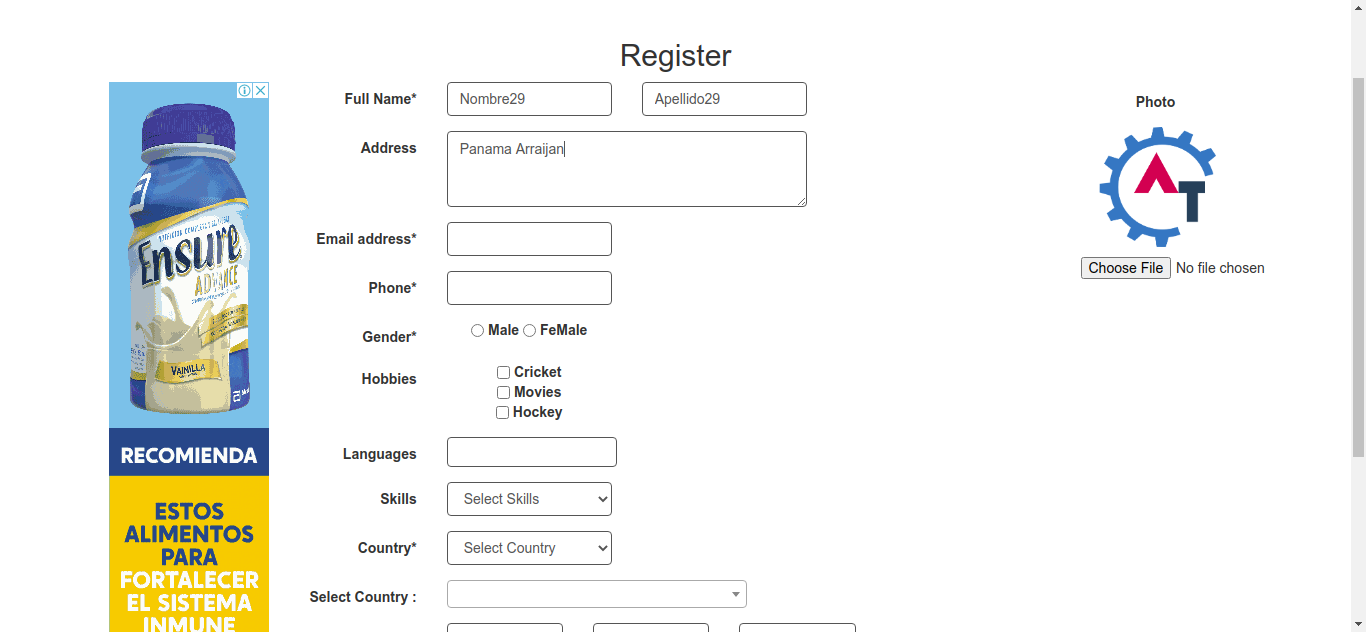 Register
Full Name*
Nombre29
Apellido29
Photo
Address
Panama Arraijan
AT
Email address*
Choose File No file chosen
Phone*
Gender*
Male FeMale
Hobbies
Cricket
Movies
Hockey
Languages
Skills
Select Skills
Country*
Select Country
Select Country :
Ensure
ADVANCE
VAINILLA
RECOMIENDA
ESTOS
ALIMENTOS
PARA
FORTALECER
EL SISTEMA
INMUNE